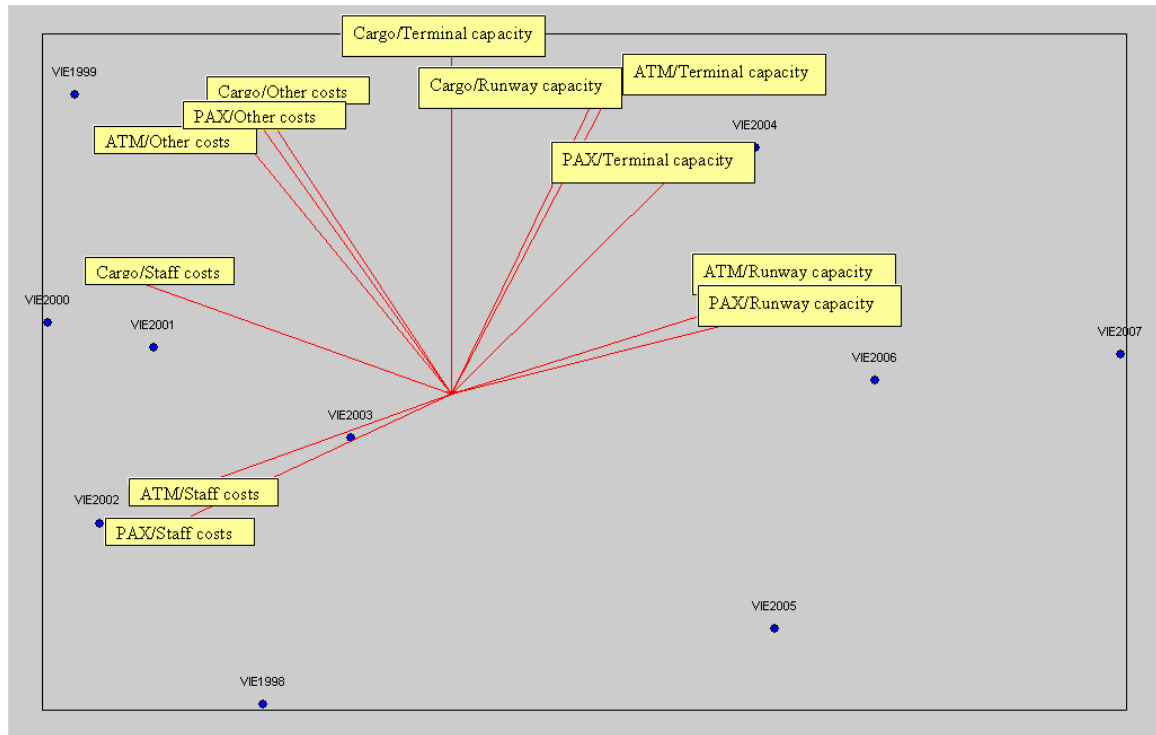 Cargo/Terminal capacity
VIE1999
Cargo/Other costs
Cargo/Runway capacity
ATM/Terminal capacity
PAX/Other costs
ATM/Other costs
VIE2004
PAX/Terminal capacity
Cargo/Staff costs
ATM/Runway capacity
VIE2000
PAX/Runway capacity
VIE2001
VIE2007
VIE2006
VIE2003
ATM/Staff costs
VIE2002
PAX/Staff costs
VIE2005
VIE1998